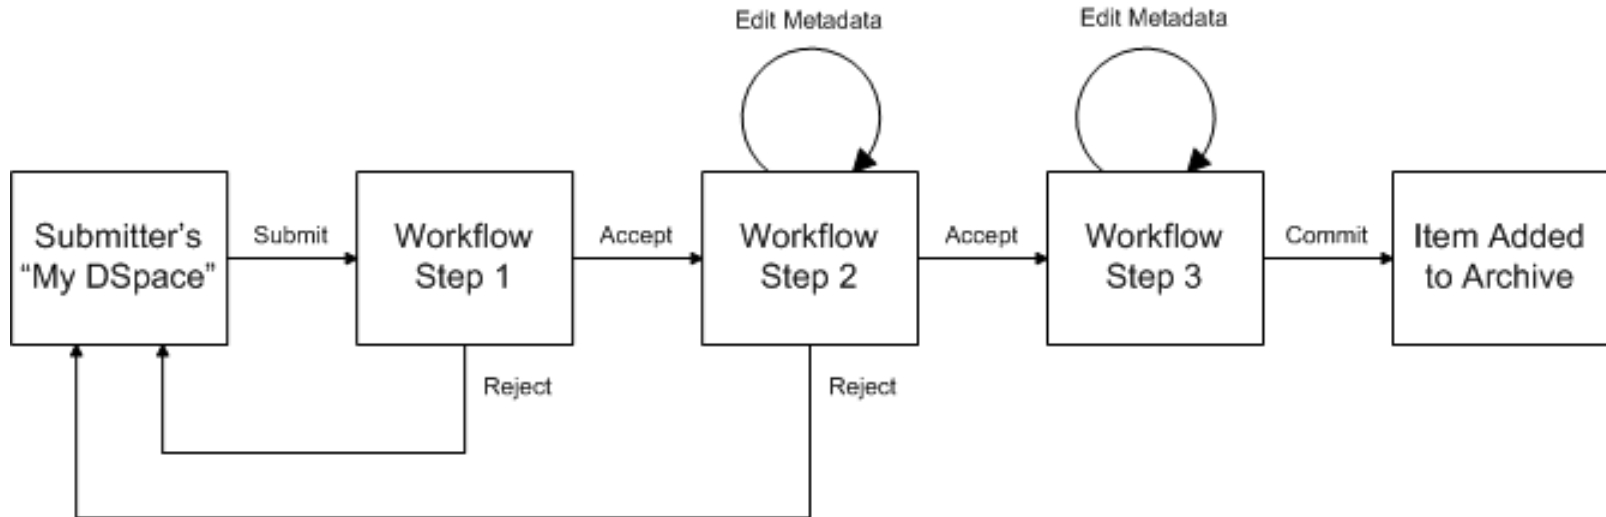 Edit Metadata
Edit Metadata
Submitter's
“My DSpace”
Submit
Workflow
Step 1
Accept
Workflow
Step 2
Accept
Workflow
Step 3
Commit
Item Added
to Archive
Reject
Reject